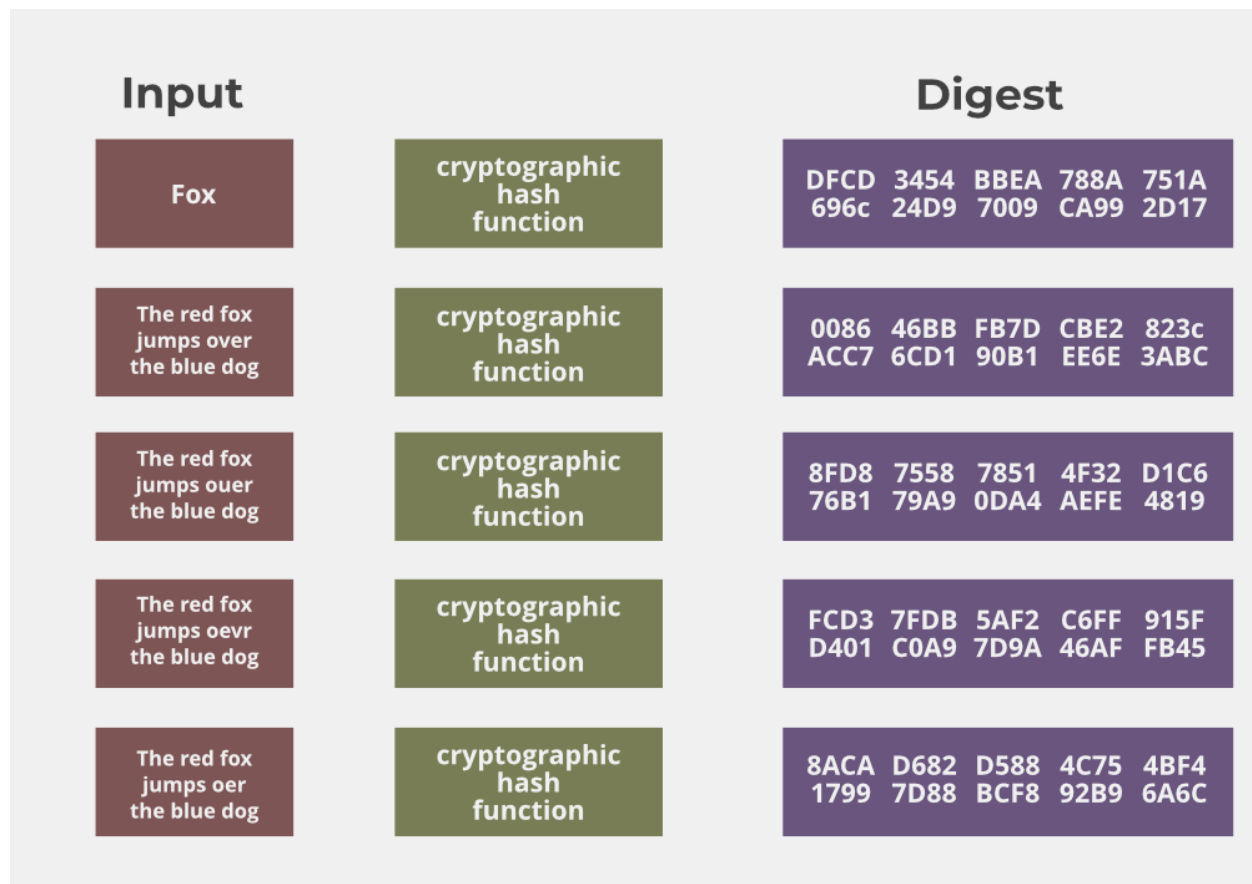 Input
Digest
Fox
cryptographic
hash
function
DFCD 3454 BBEA 788A 751A
696c 24D9 7009 CA99 2D17
The red fox
jumps over
the blue dog
cryptographic
hash
function
0086 46BB FB7D CBE2 823c
ACC7 6CD1 90B1 EE6E 3ABC
The red fox
jumps ouer
the blue dog
cryptographic
hash
function
8FD8 7558 7851 4F32 D1C6
76B1 79A9 0DA4 AEFE 4819
The red fox
jumps oevr
the blue dog
cryptographic
hash
function
FCD3 7FDB 5AF2 C6FF 915F
D401 C0A9 7D9A 46AF FB45
The red fox
jumps oer
the blue dog
cryptographic
hash
function
8ACA D682 D588 4C75 4BF4
1799 7D88 BCF8 92B9 6A6C